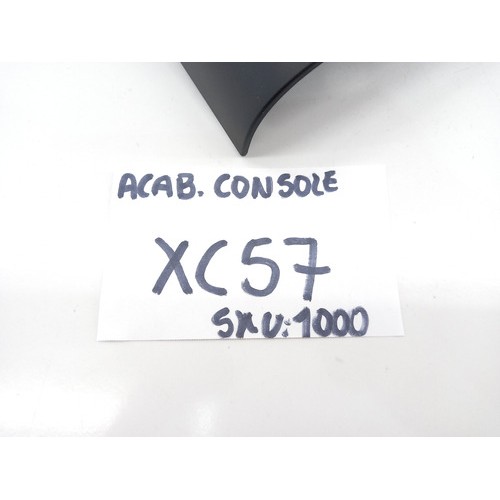 ACAB. CONSOLE
XC57
SKU:1000